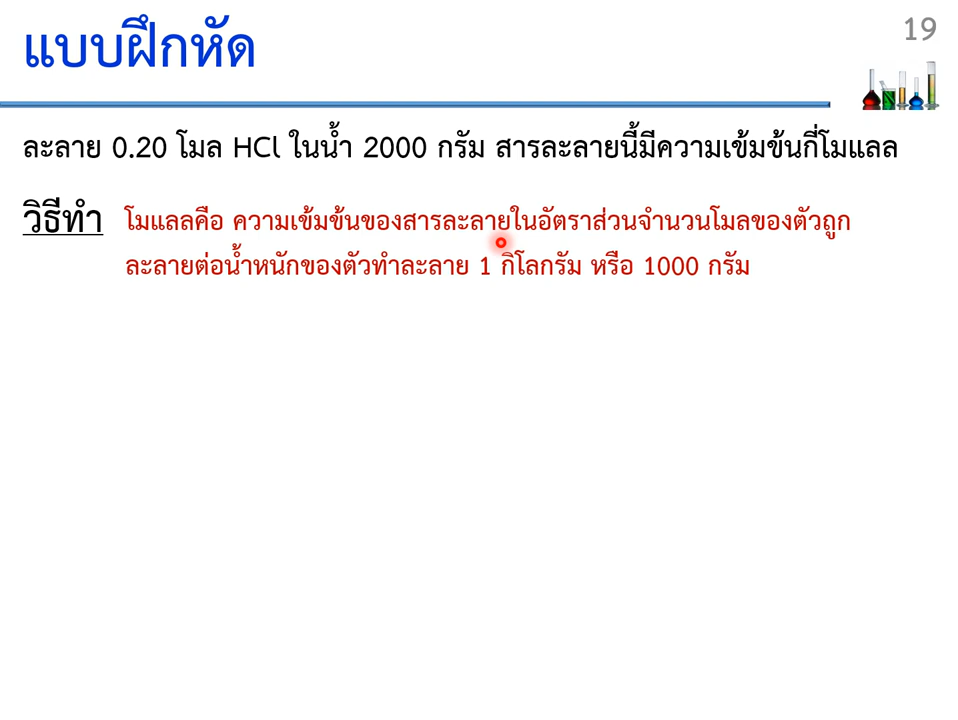 19
แบบฝึกหัด
ละลาย 0.20 โมล HCl ในน้ำ 2000 กรัม สารละลายนี้มีความเข้มข้นกี่โมแลล
วิธีทำ โมแลลคือ ความเข้มข้นของสารละลายในอัตราส่วนจำนวนโมลของตัวถูก
ละลายต่อน้ำหนักของตัวทำละลาย 1 กิโลกรัม หรือ 1000 กรัม